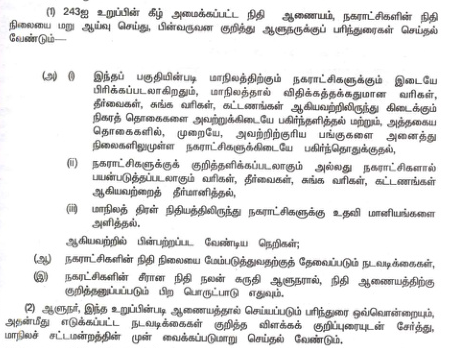 (1) 243ஐ உறுப்பின் கீழ் அமைக்கப்பட்ட நிதி ஆணையம், நகராட்சிகளின் நிதி
நிலையை மறு ஆய்வு செய்து, பின்வருவன குறித்து ஆளுநருக்குப் பரிந்துரைகள் செய்தல்
வேண்டும்—
(அ) (i) இந்தப் பகுதியின்படி மாநிலத்திற்கும் நகராட்சிகளுக்கும் இடையே
பிரிக்கப்படலாகிறதும், மாநிலத்தால் விதிக்கத்தக்கதுமான வரிகள்,
தீர்வைகள், சுங்க வரிகள், கட்டணங்கள் ஆகியவற்றிலிருந்து கிடைக்கும்
நிகரத் தொகைகளை அவற்றுக்கிடையே பகிர்ந்தளித்தல் மற்றும், அத்தகைய
தொகைகளில், முறையே, அவற்றிற்குரிய பங்குகளை அனைத்து
நிலைகளிலுமுள்ள நகராட்சிகளுக்கிடையே பகிர்ந்தொதுக்குதல்,
(ii) நகராட்சிகளுக்குக் குறித்தளிக்கப்படலாகும் அல்லது நகராட்சிகளால்
பயன்படுத்தப்படலாகும் வரிகள், தீர்வைகள், சுங்க வரிகள், கட்டணங்கள்
ஆகியவற்றைத் தீர்மானித்தல்,
(iii) மாநிலத் திரள் நிதியத்திலிருந்து நகராட்சிகளுக்கு உதவி மானியங்களை
அளித்தல்.
ஆகியவற்றில் பின்பற்றப்பட வேண்டிய நெறிகள்;
(ஆ) நகராட்சிகளின் நிதி நிலையை மேம்படுத்துவதற்குத் தேவைப்படும் நடவடிக்கைகள்,
(இ) நகராட்சிகளின் சீரான நிதி நலன் கருதி ஆளுநரால், நிதி ஆணையத்திற்கு
குறித்தனுப்பப்படும் பிற பொருட்பாடு எதுவும்.
(2) ஆளுநர், இந்த உறுப்பின்படி ஆணையத்தால் செய்யப்படும் பரிந்துரை ஒவ்வொன்றையும்,
அதன்மீது எடுக்கப்பட்ட நடவடிக்கைகள் குறித்த விளக்கக் குறிப்புரையுடன் சேர்த்து,
மாநிலச் சட்டமன்றத்தின் முன் வைக்கப்படுமாறு செய்தல் வேண்டும்.